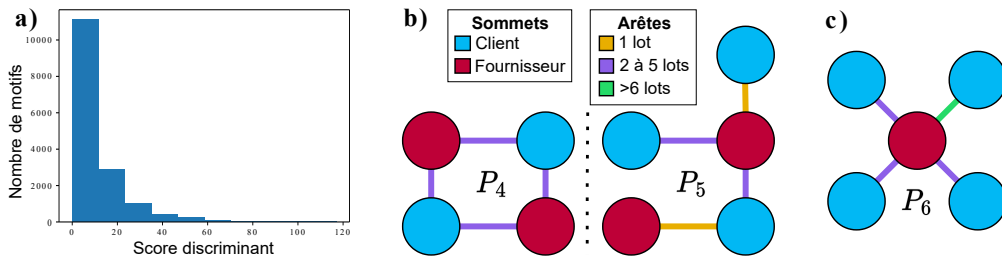 a)
Nombre de motifs
10000
8000
6000
4000
2000
0
0 20 40 60 80 100 120
Score discriminant
b)
Sommets
Client
Fournisseur
Arêtes
1 lot
2 à 5 lots
>6 lots
P4
P5
c)
P6